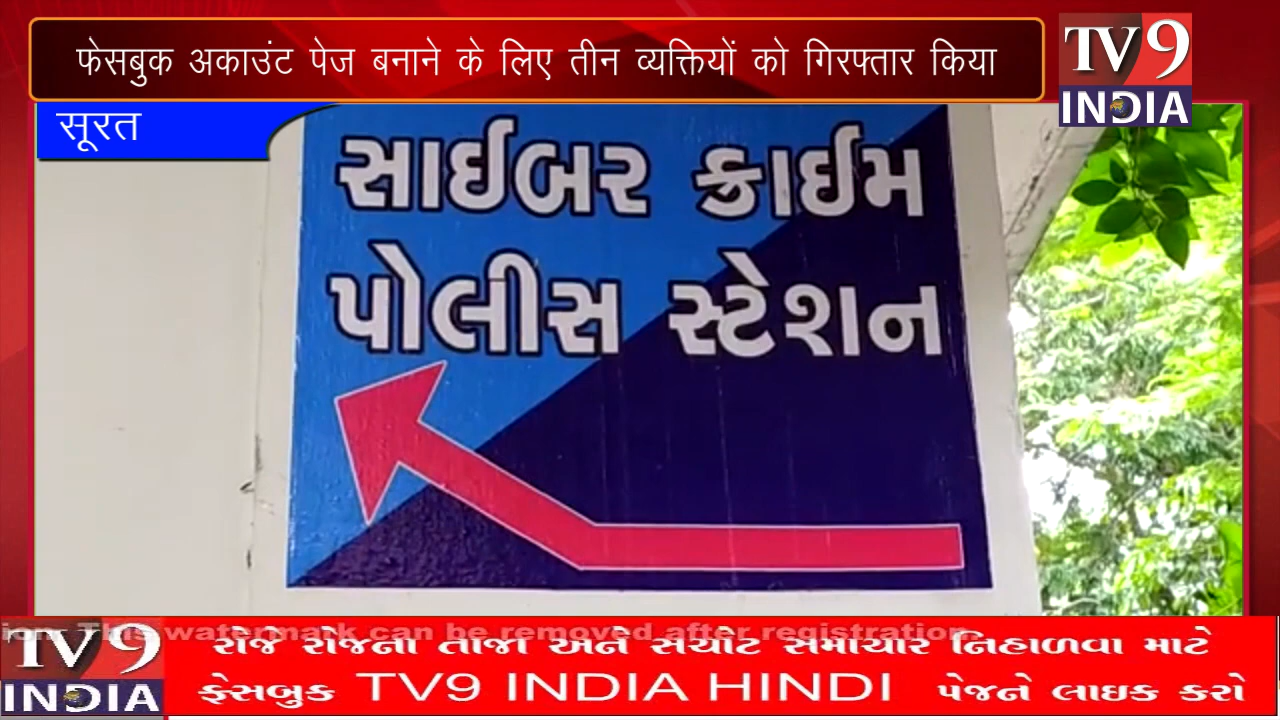 फेसबुक अकाउंट पेज बनाने के लिए तीन व्यक्तियों को गिरफ्तार किया
TV9
INDIA
सूरत
સાઈબર ક્રાઈમ
પોલીસ સ્ટેશન
This watermark can be removed after registration.
TV9
INDIA
રોજે રોજના તાજા અને સચોટ સમાચાર નિહાળવા માટે
ફેસબુક TV9 INDIA HINDI પેજને લાઇક કરો